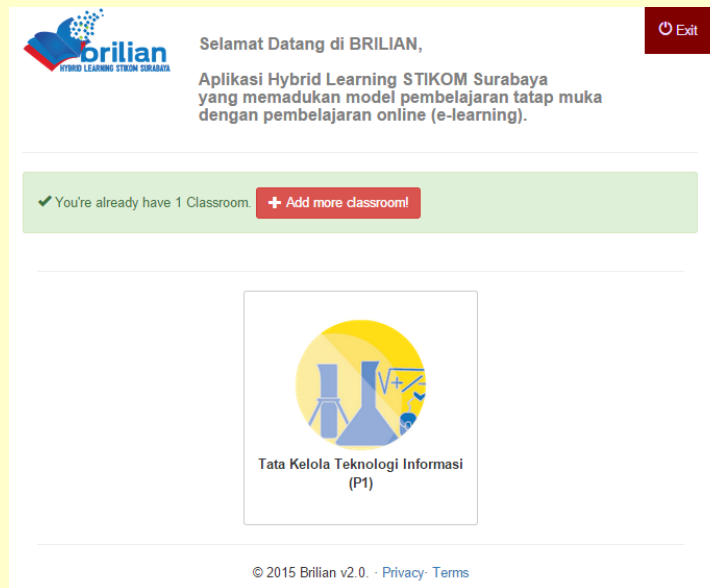 brilian
HYBRID LEARNING STIKOM SURABAYA
Selamat Datang di BRILIAN,
Exit
Aplikasi Hybrid Learning STIKOM Surabaya
yang memadukan model pembelajaran tatap muka
dengan pembelajaran online (e-learning).
You're already have 1 Classroom. Add more classroom!
√+
Tata Kelola Teknologi Informasi
(P1)
© 2015 Brilian v2.0. · Privacy· Terms